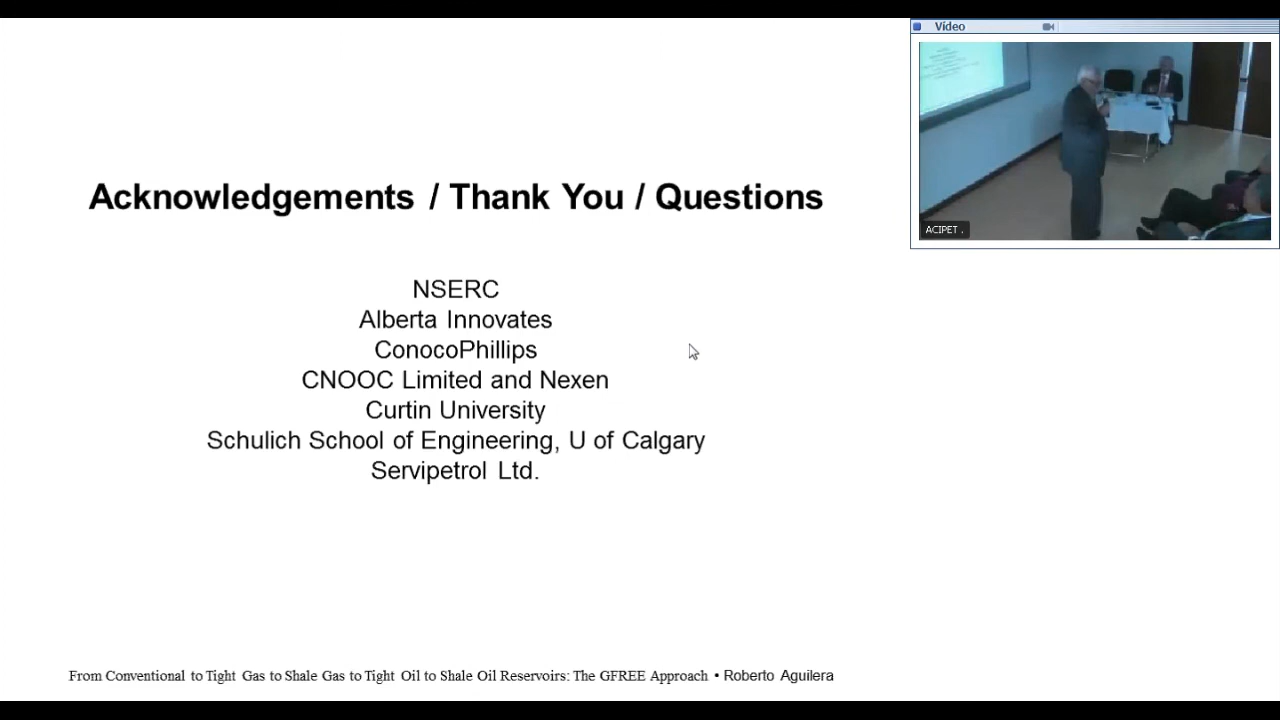 Vídeo
ACIPET .
Acknowledgements / Thank You / Questions
NSERC
Alberta Innovates
ConocoPhillips
CNOOC Limited and Nexen
Curtin University
Schulich School of Engineering, U of Calgary
Servipetrol Ltd.
From Conventional to Tight Gas to Shale Gas to Tight Oil to Shale Oil Reservoirs: The GFREE Approach • Roberto Aguilera